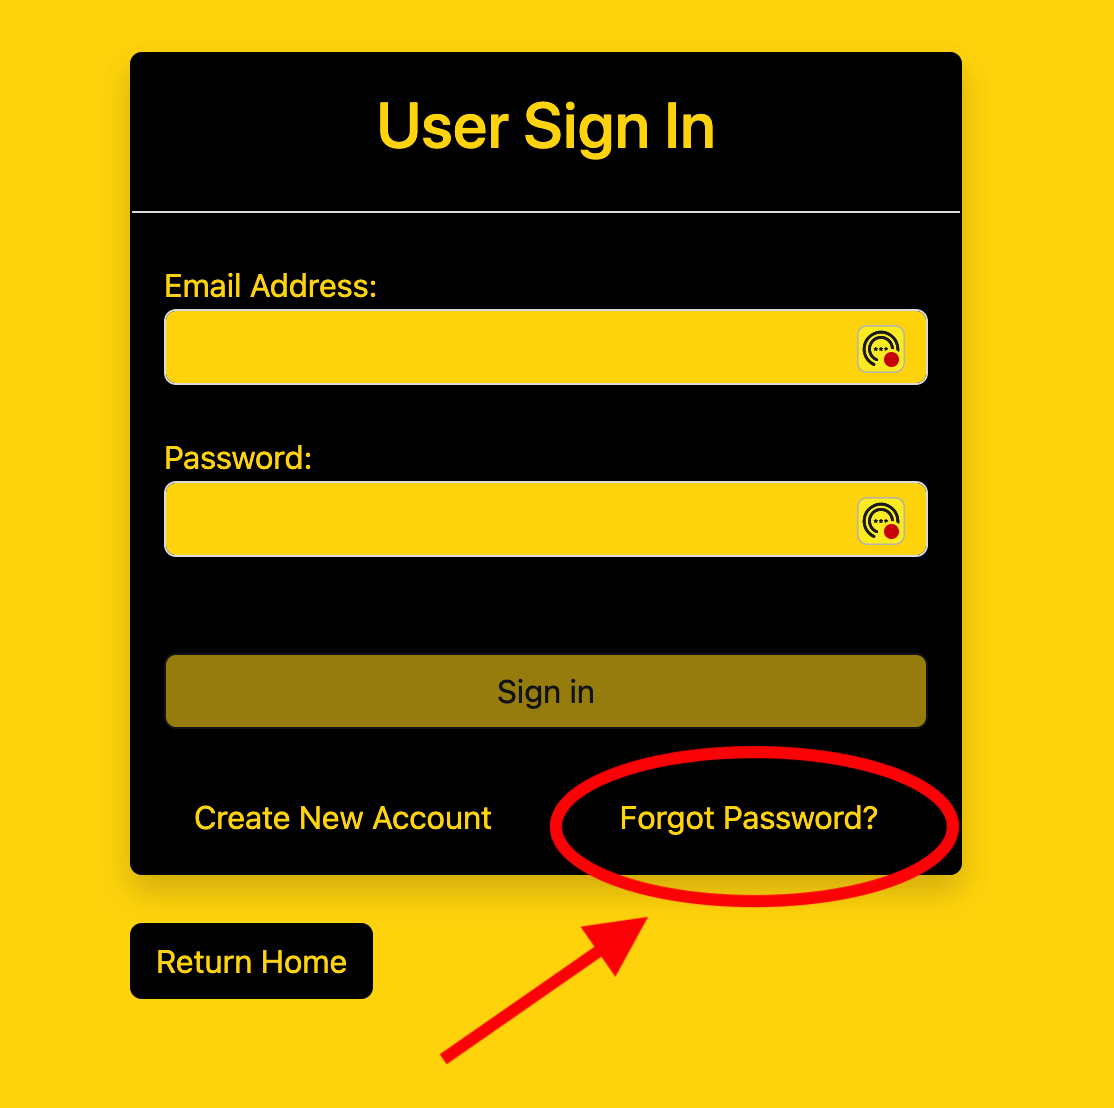 User Sign In
Email Address:
Password:
Sign in
Create New Account
Forgot Password?
Return Home